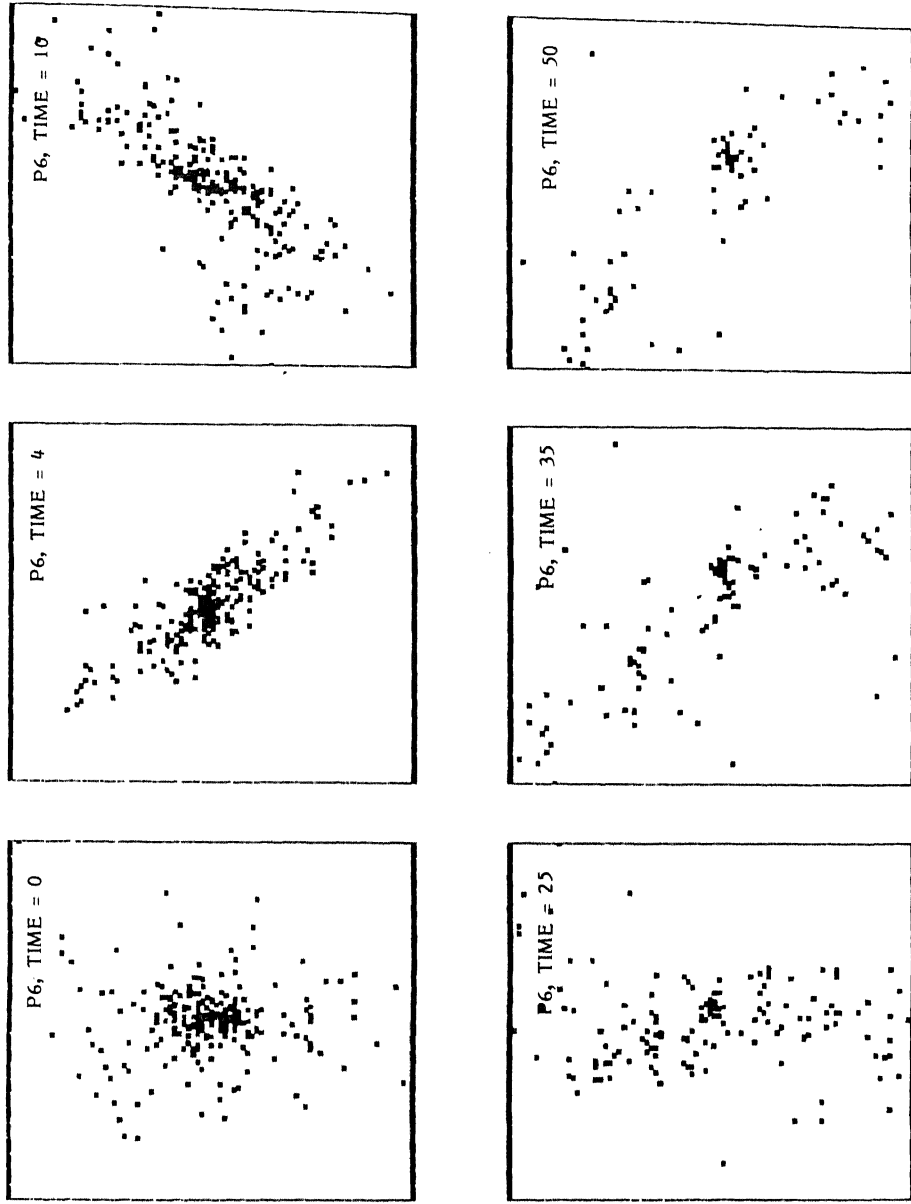 P6, TIME = 0
P6, TIME = 4
P6, TIME = 10
P6, TIME = 25
P6, TIME = 35
P6, TIME = 50